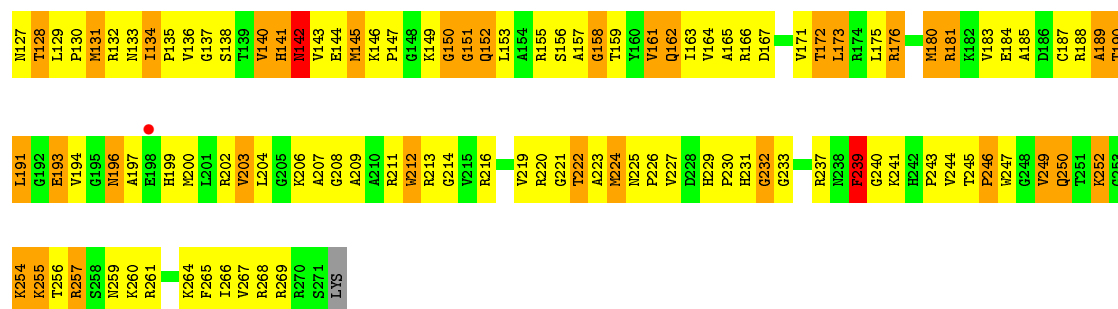 N127 T128 L129 P130 M131 R132 N133 I134 P135 V136 G137 S138 T139 V140 H141 N142 V143 E144 M145 K146 P147 G148 K149 G150 G151 Q152 L153 A154 R155 S156 A157 G158 T159 Y160 V161 Q162 I163 V164 A165 R166 D167 V171 T172 L173 R174 L175 R176 M180 R181 K182 V183 E184 A185 D186 C187 R188 A189
L191 G192 E193 V194 G195 N196 A197 E198 H199 M200 L201 R202 V203 L204 G205 K206 A207 G208 A209 A210 R211 W212 R213 G214 V215 R216 V219 R220 G221 T222 A223 M224 N225 P226 V227 D228 H229 P230 H231 G232 G233 R237 N238 F239 G240 K241 H242 P243 V244 T245 P246 W247 G248 V249 Q250 T251 K252
K254 K255 T256 R257 S258 N259 K260 R261 K264 F265 I266 V267 R268 R269 R270 S271 LYS